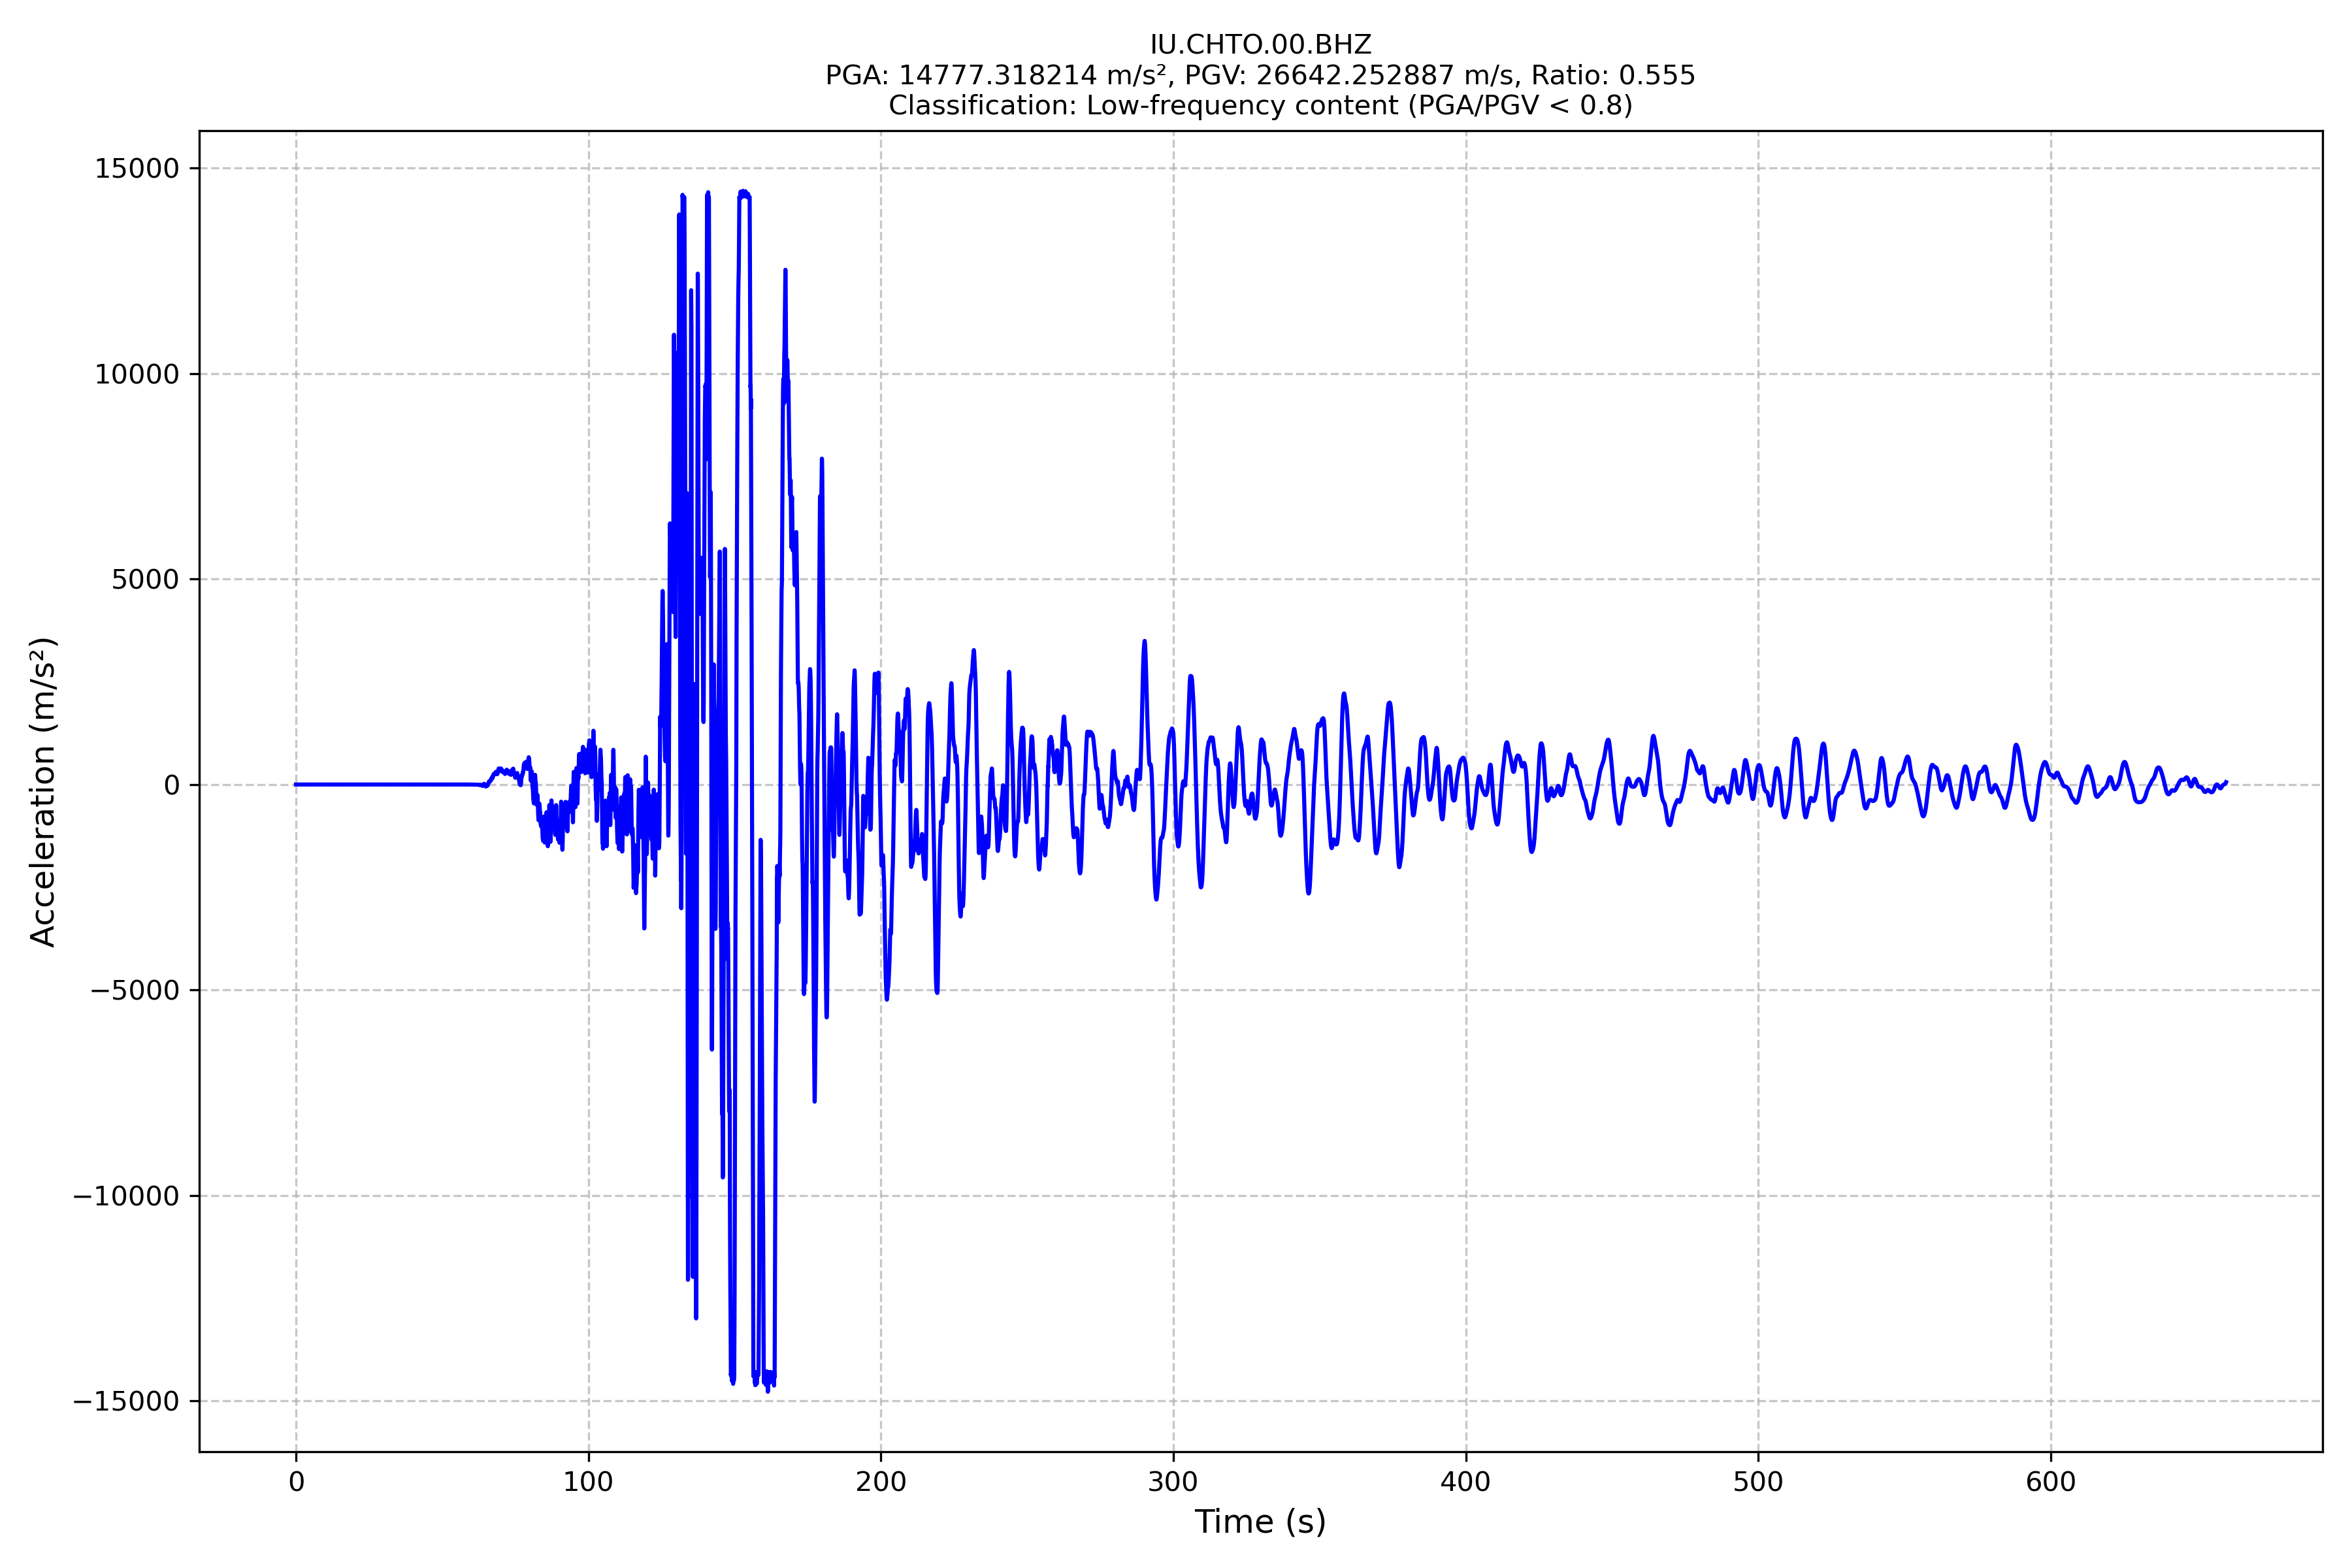 IU.CHTO.00.BHZ
PGA: 14777.318214 m/s², PGV: 26642.252887 m/s, Ratio: 0.555
Classification: Low-frequency content (PGA/PGV < 0.8)
15000
10000
5000
0
−5000
−10000
−15000
Acceleration (m/s²)
0 100 200 300 400 500 600
Time (s)